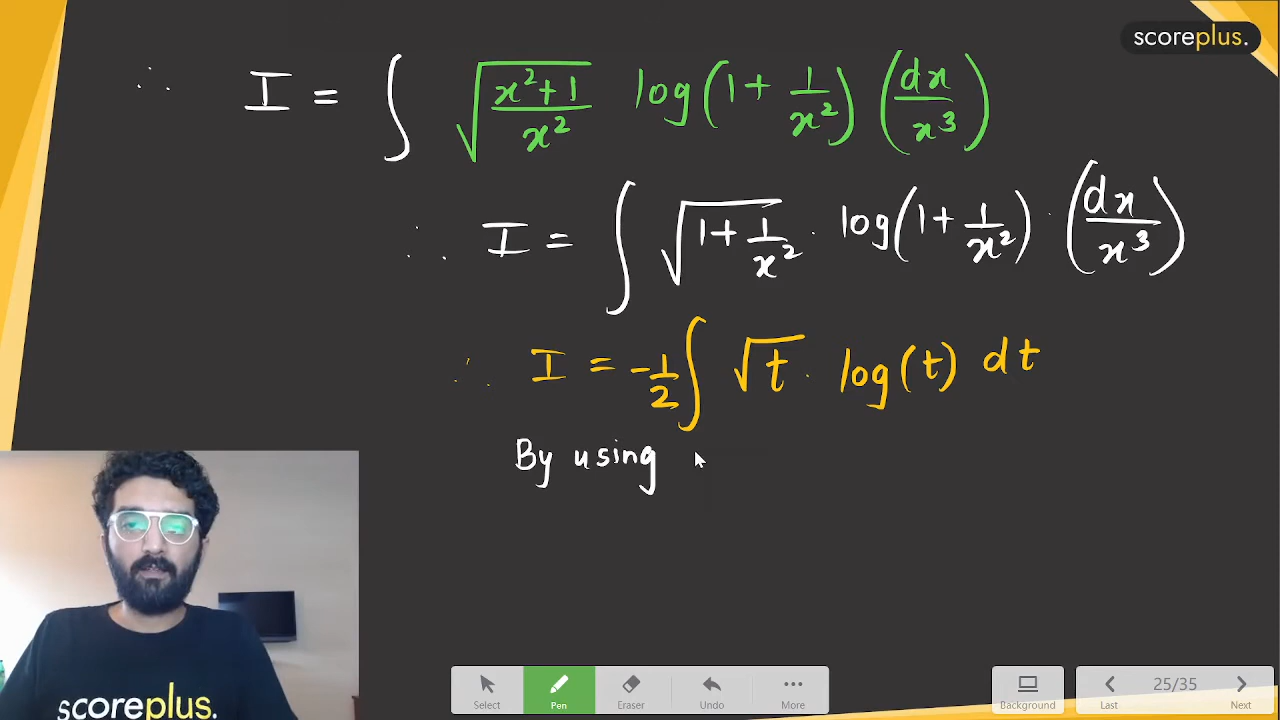 scoreplus.
∴ I = ∫ √((x²+1)/x²) log(1 + 1/x²) (dx/x³)
∴ I = ∫ √(1 + 1/x²) · log(1 + 1/x²) · (dx/x³)
∴ I = -1/2 ∫ √t · log(t) dt
By using
scoreplus.
Select Pen Eraser Undo More Background Last 25/35 Next